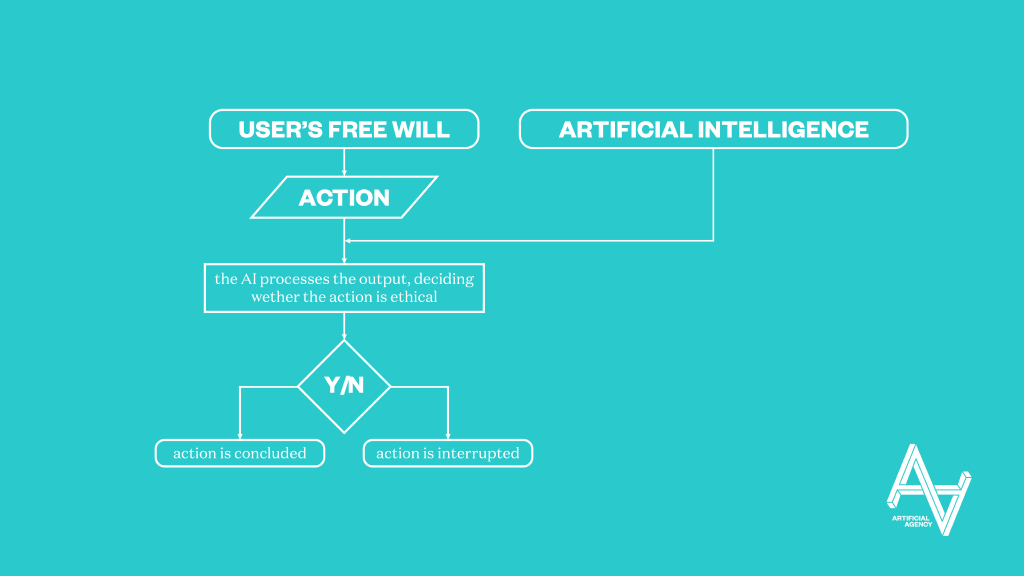 USER'S FREE WILL
ARTIFICIAL INTELLIGENCE
ACTION
the AI processes the output, deciding
wether the action is ethical
Y/N
action is concluded
action is interrupted
ARTIFICIAL
AGENCY